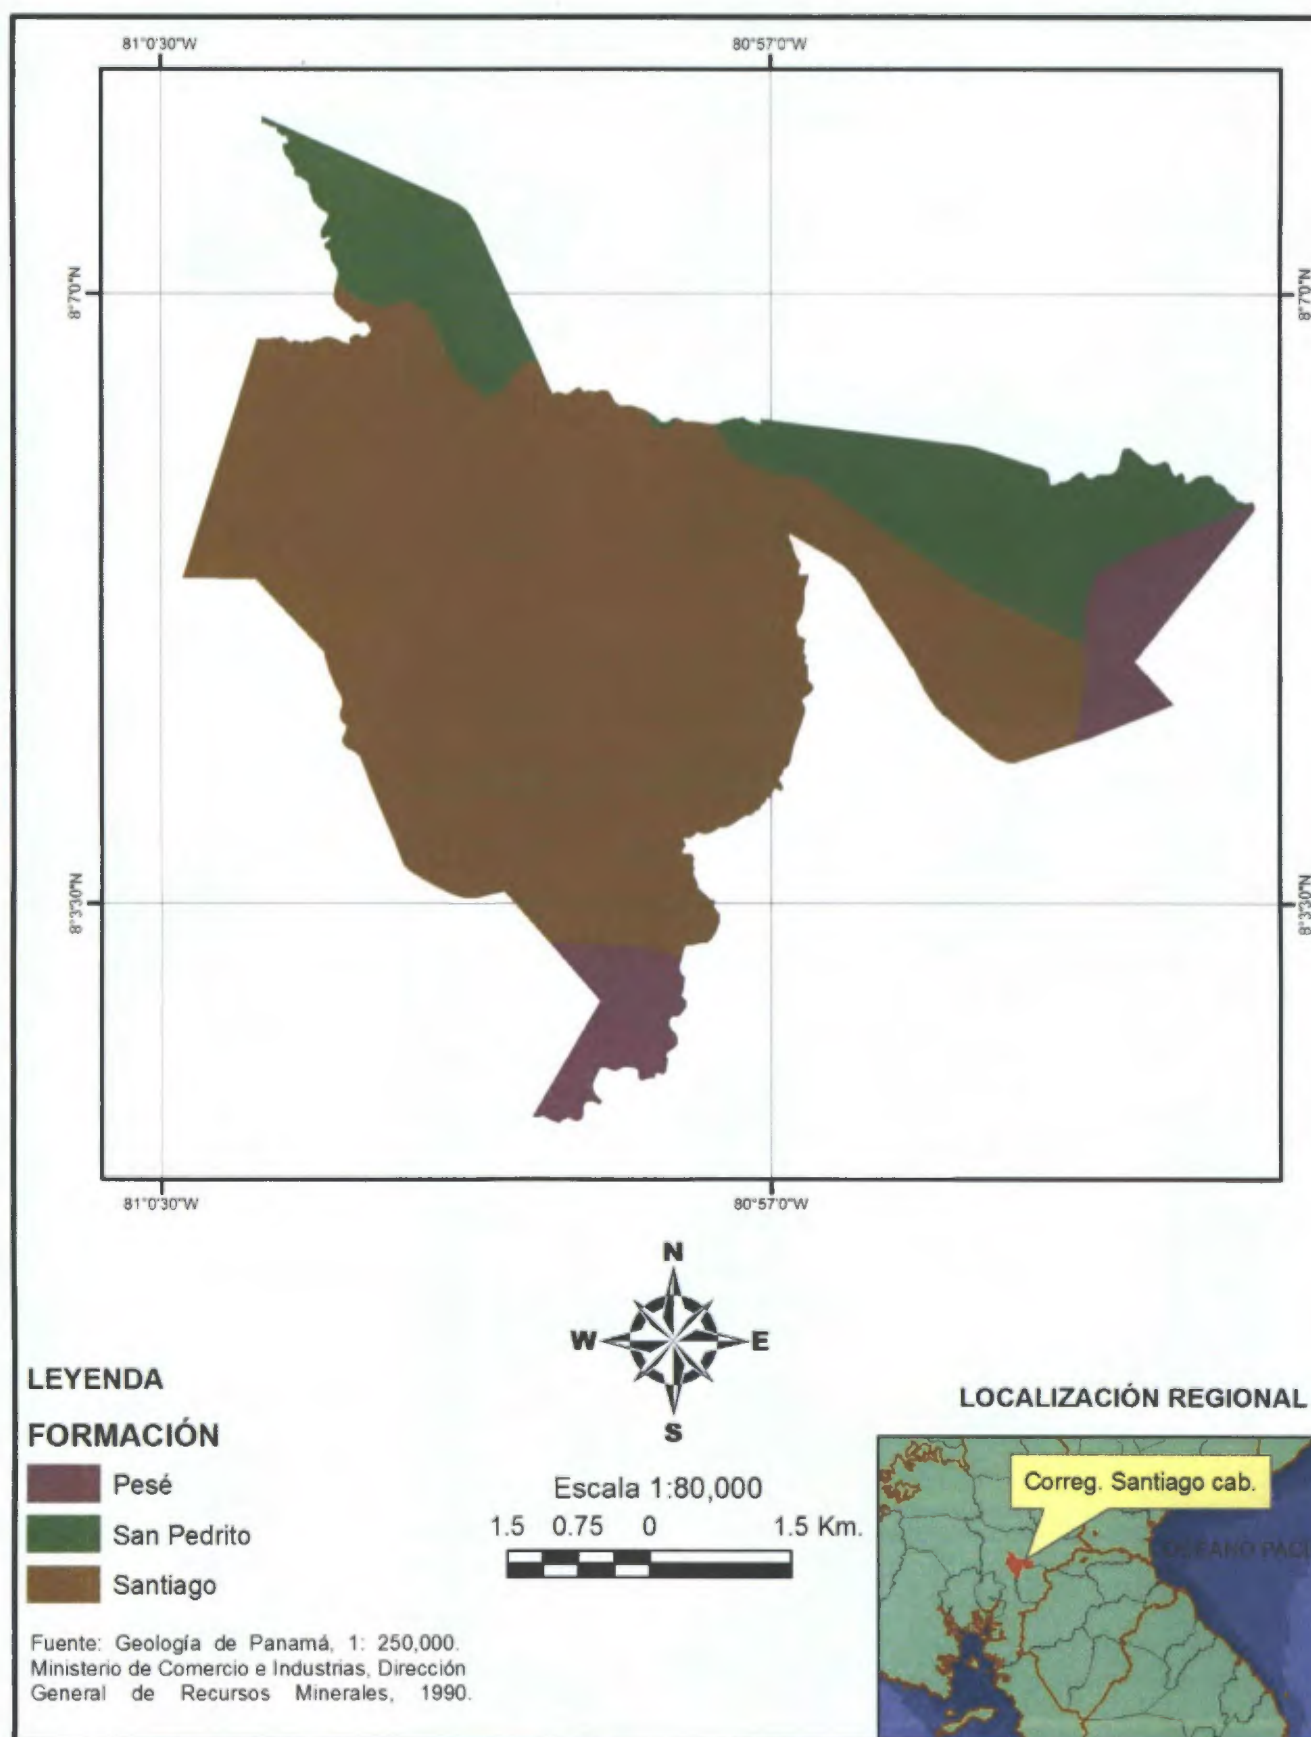 81°0'30"W
80°57'0"W
8°7'0"N
8°7'0"N
8°3'30"N
8°3'30"N
81°0'30"W
80°57'0"W
N
W
E
S
LEYENDA
FORMACIÓN
Pesé
San Pedrito
Santiago
Fuente: Geología de Panamá, 1: 250,000.
Ministerio de Comercio e Industrias, Dirección
General de Recursos Minerales, 1990.
Escala 1:80,000
1.5 0.75 0 1.5 Km.
LOCALIZACIÓN REGIONAL
Correg. Santiago cab.
OCEANO PACI